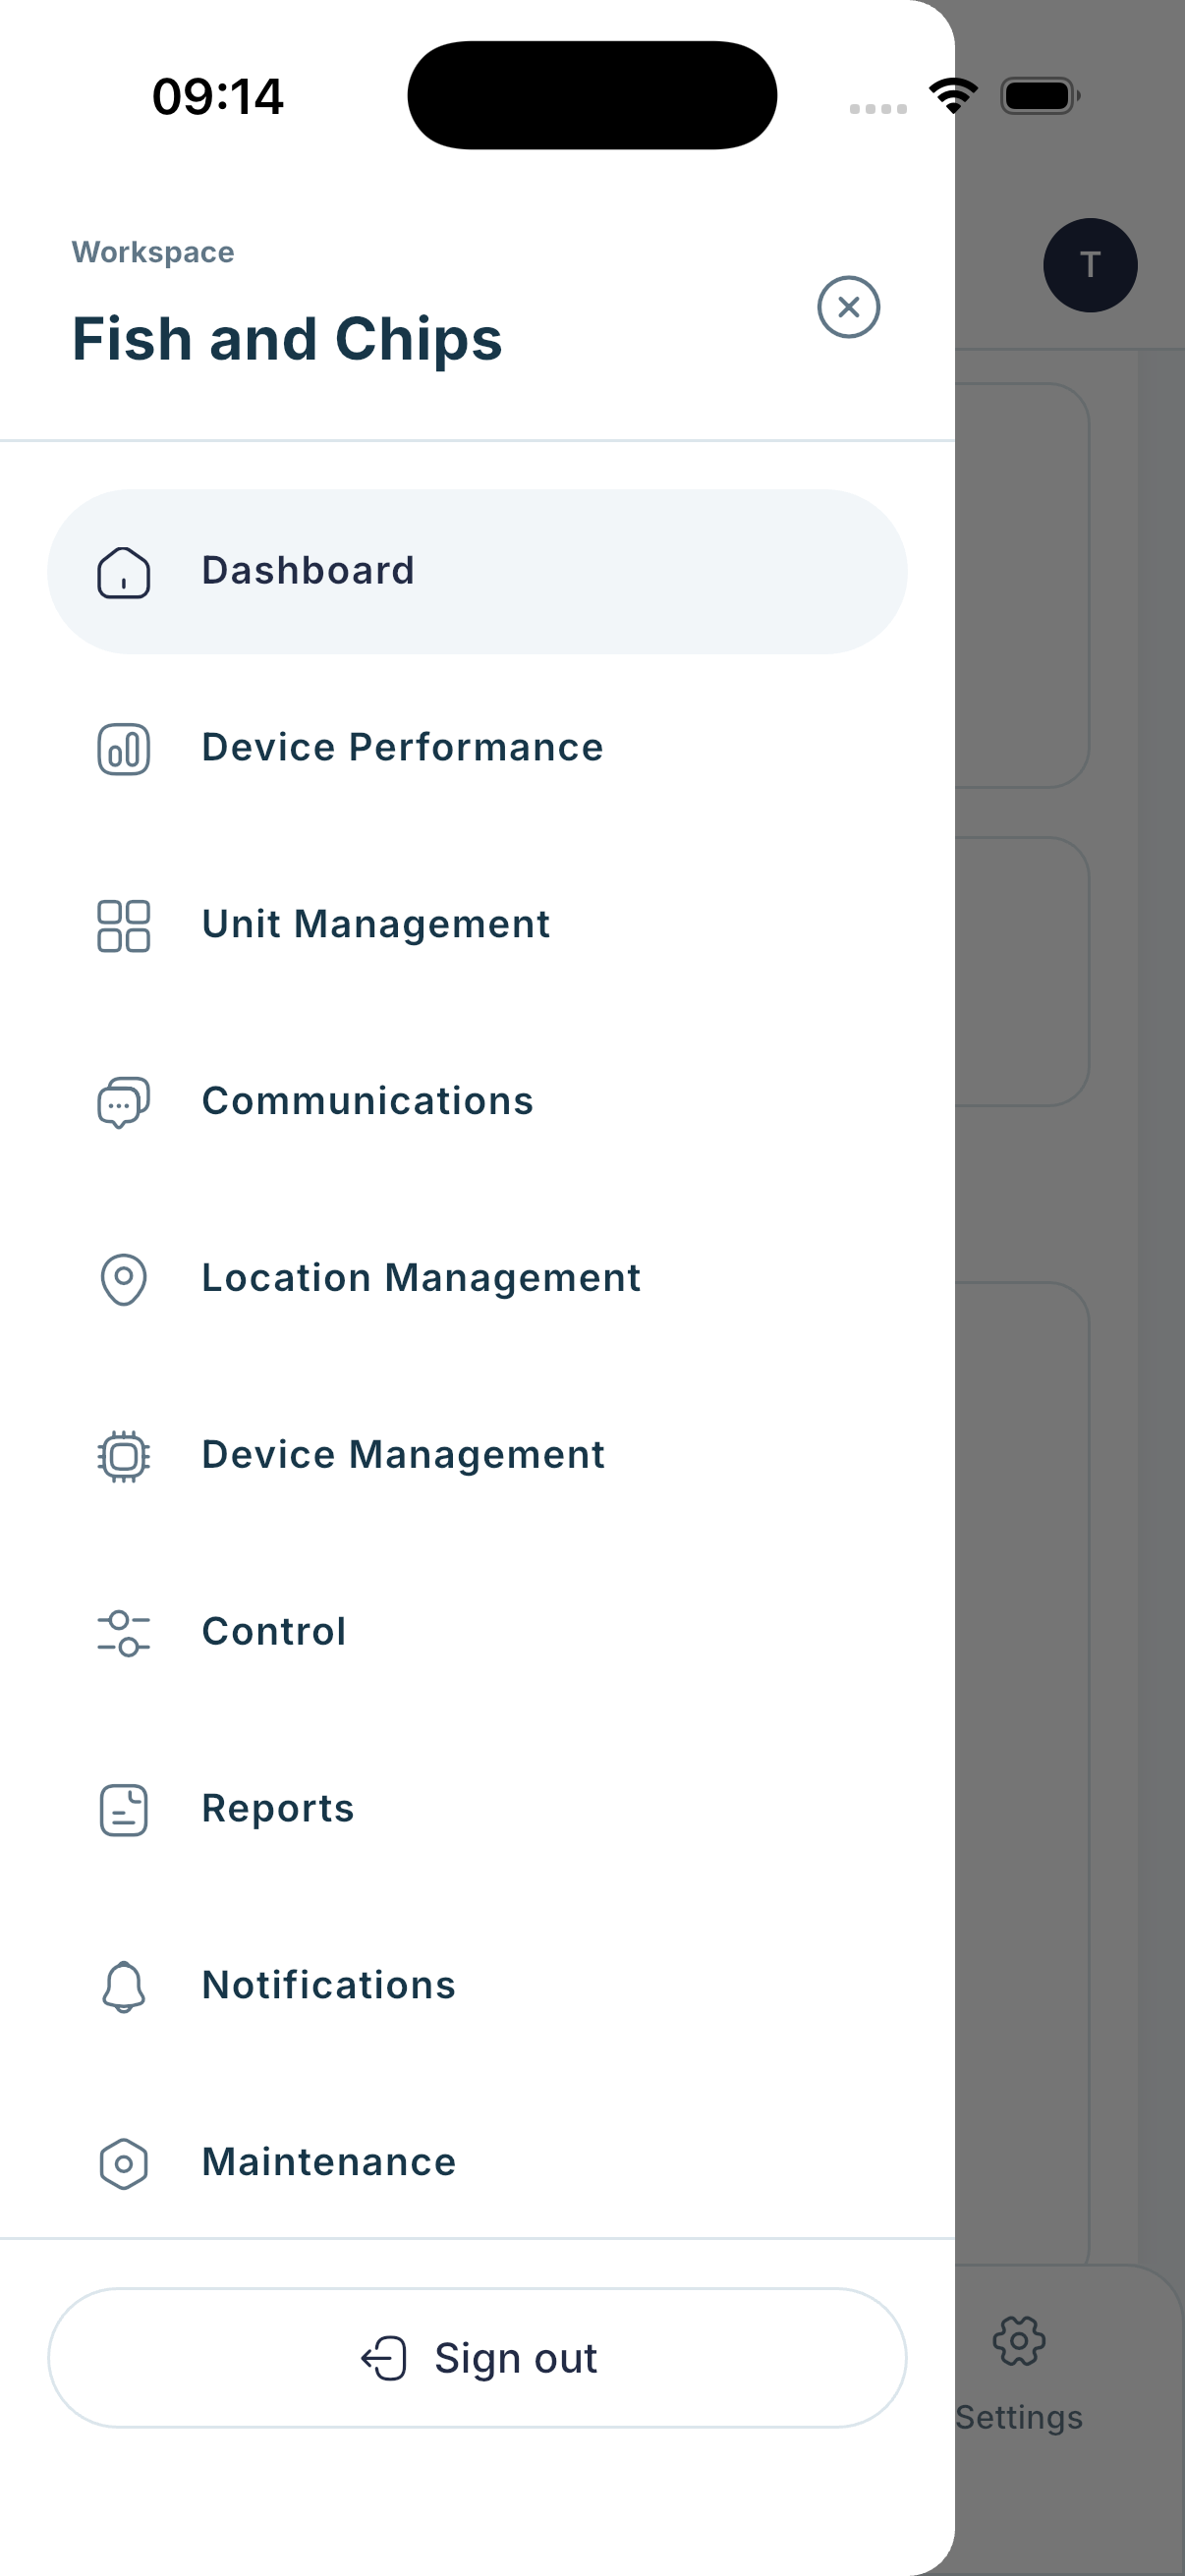 09:14
Workspace
Fish and Chips
T
Dashboard
Device Performance
Unit Management
Communications
Location Management
Device Management
Control
Reports
Notifications
Maintenance
Sign out
Settings